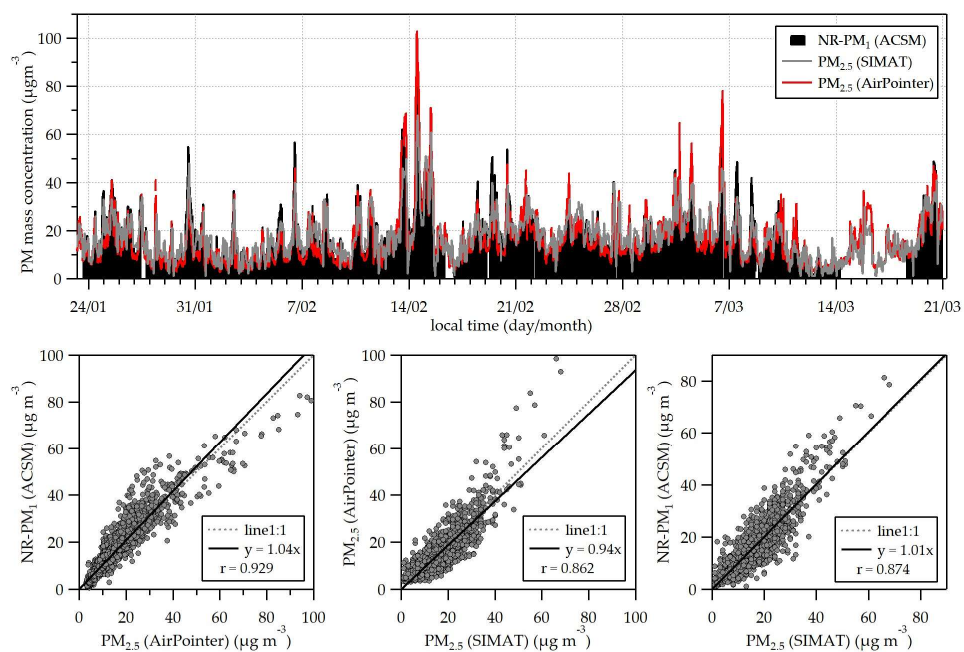 PM mass concentration (µgm⁻³)
100
80
60
40
20
0
NR-PM₁ (ACSM)
PM₂.₅ (SIMAT)
PM₂.₅ (AirPointer)
24/01 31/01 7/02 14/02 21/02 28/02 7/03 14/03 21/03
local time (day/month)
NR-PM₁ (ACSM) (µg m⁻³)
100
80
60
40
20
0
line1:1
y = 1.04x
r = 0.929
0 20 40 60 80 100
PM₂.₅ (AirPointer) (µg m⁻³)
PM₂.₅ (AirPointer) (µg m⁻³)
100
80
60
40
20
0
line1:1
y = 0.94x
r = 0.862
0 20 40 60 80 100
PM₂.₅ (SIMAT) (µg m⁻³)
NR-PM₁ (ACSM) (µg m⁻³)
80
60
40
20
0
line1:1
y = 1.01x
r = 0.874
0 20 40 60 80
PM₂.₅ (SIMAT) (µg m⁻³)